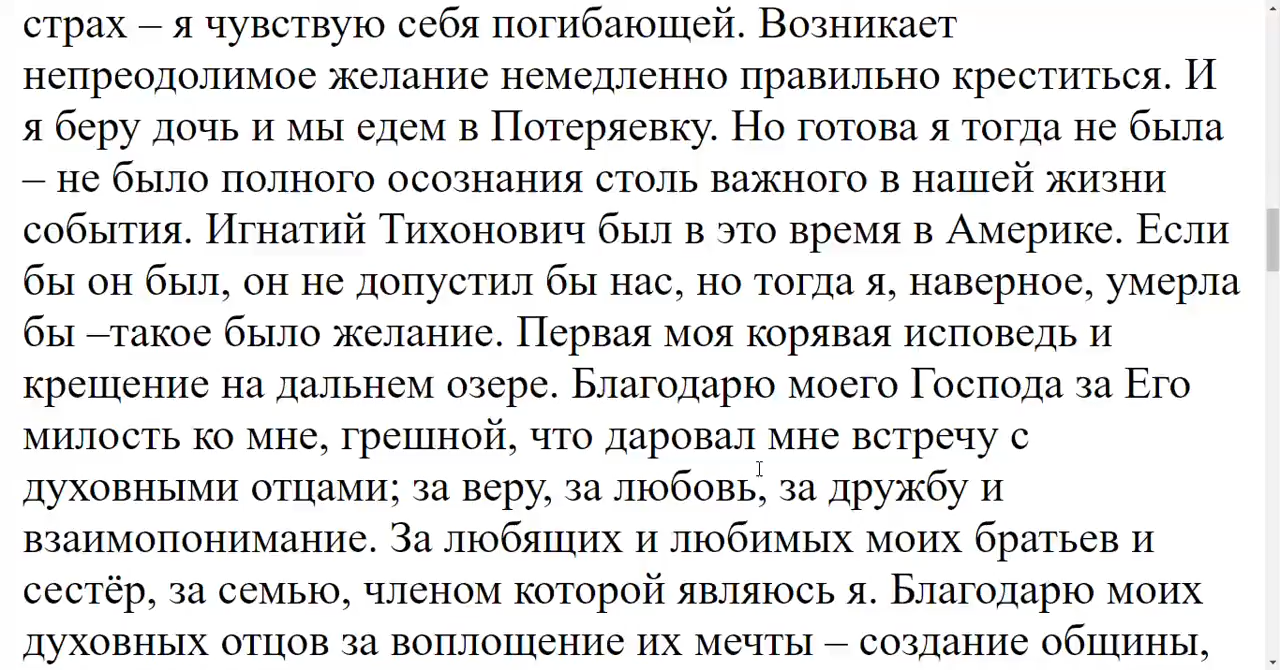 страх – я чувствую себя погибающей. Возникает
непреодолимое желание немедленно правильно креститься. И
я беру дочь и мы едем в Потеряевку. Но готова я тогда не была
– не было полного осознания столь важного в нашей жизни
события. Игнатий Тихонович был в это время в Америке. Если
бы он был, он не допустил бы нас, но тогда я, наверное, умерла
бы –такое было желание. Первая моя корявая исповедь и
крещение на дальнем озере. Благодарю моего Господа за Его
милость ко мне, грешной, что даровал мне встречу с
духовными отцами; за веру, за любовь, за дружбу и
взаимопонимание. За любящих и любимых моих братьев и
сестёр, за семью, членом которой являюсь я. Благодарю моих
духовных отцов за воплощение их мечты – создание общины,